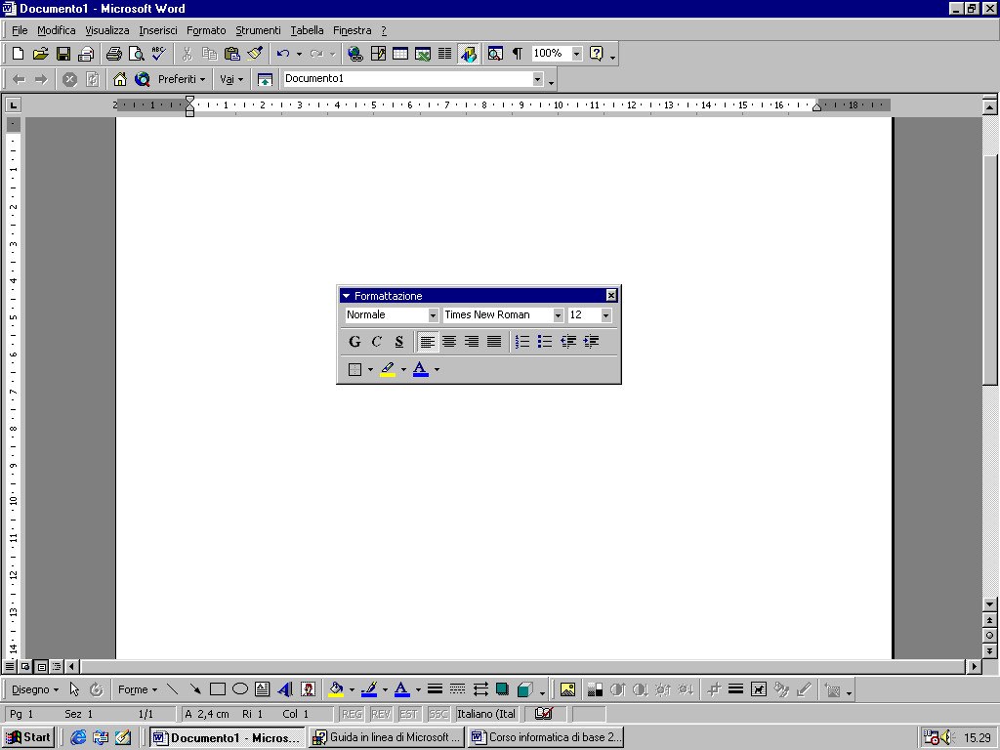 Documento1 - Microsoft Word
File Modifica Visualizza Inserisci Formato Strumenti Tabella Finestra ?
ABC 100% ?
Preferiti Vai Documento1
L 2 1 1 2 3 4 5 6 7 8 9 10 11 12 13 14 15 16 18
1
2
3
4
5
6
7
8
9
10
11
12
13
14
Formattazione
Normale Times New Roman 12
G C S
A
Disegno Forme A A
Pg 1 Sez 1 1/1 A 2,4 cm Ri 1 Col 1 REG REV EST SSC Italiano (Ital
Start Documento1 - Micros... Guida in linea di Microsoft ... Corso informatica di base 2... 15.29